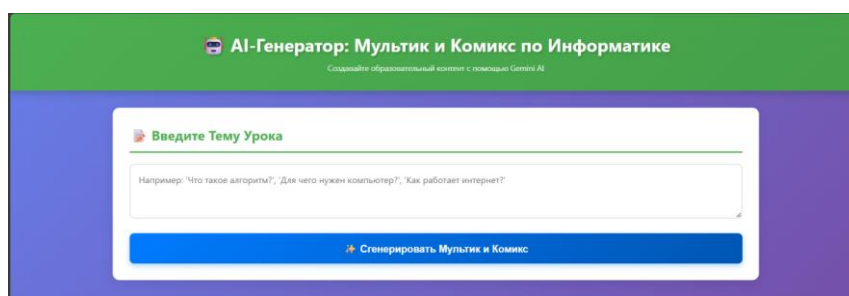 AI-Генератор: Мультик и Комикс по Информатике
Создавайте образовательный контент с помощью Gemini AI
Введите Тему Урока
Например: 'Что такое алгоритм?', 'Для чего нужен компьютер?', 'Как работает интернет?'
Сгенерировать Мультик и Комикс